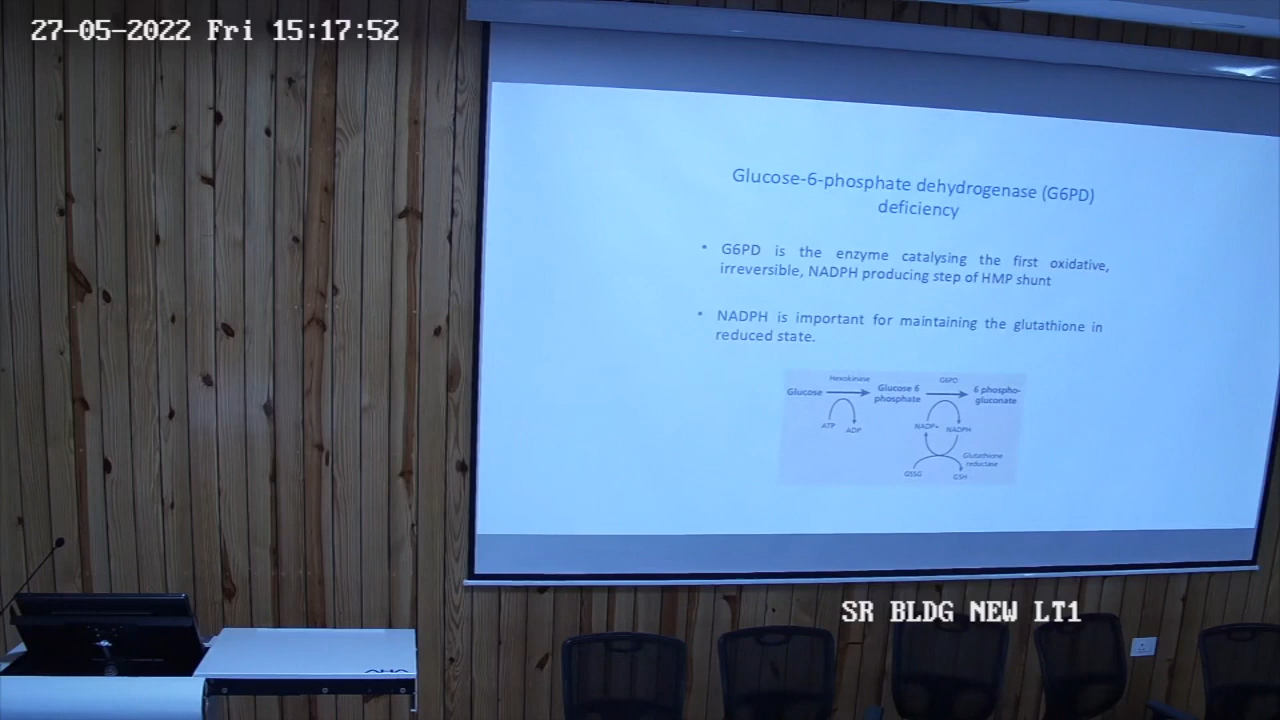 27-05-2022 Fri 15:17:52
Glucose-6-phosphate dehydrogenase (G6PD)
deficiency
• G6PD is the enzyme catalysing the first oxidative,
irreversible, NADPH producing step of HMP shunt
• NADPH is important for maintaining the glutathione in
reduced state.
Hexokinase
G6PD
Glucose
Glucose 6
phosphate
6 phospho-
gluconate
ATP
ADP
NADP+
NADPH
Glutathione
reductase
GSSG
GSH
SR BLDG NEW LT1
AHA